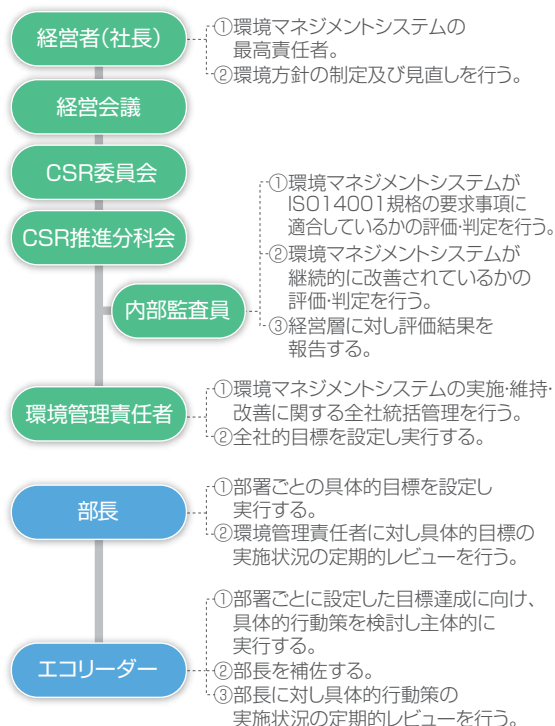 経営者(社長)
①環境マネジメントシステムの
最高責任者。
②環境方針の制定及び見直しを行う。
経営会議
CSR委員会
CSR推進分科会
①環境マネジメントシステムが
ISO14001規格の要求事項に
適合しているかの評価・判定を行う。
②環境マネジメントシステムが
継続的に改善されているかの
評価・判定を行う。
③経営層に対し評価結果を
報告する。
内部監査員
環境管理責任者
①環境マネジメントシステムの実施・維持・
改善に関する全社統括管理を行う。
②全社的目標を設定し実行する。
部長
①部署ごとの具体的目標を設定し
実行する。
②環境管理責任者に対し具体的目標の
実施状況の定期的レビューを行う。
エコリーダー
①部署ごとに設定した目標達成に向け、
具体的行動策を検討し主体的に
実行する。
②部長を補佐する。
③部長に対し具体的行動策の
実施状況の定期的レビューを行う。